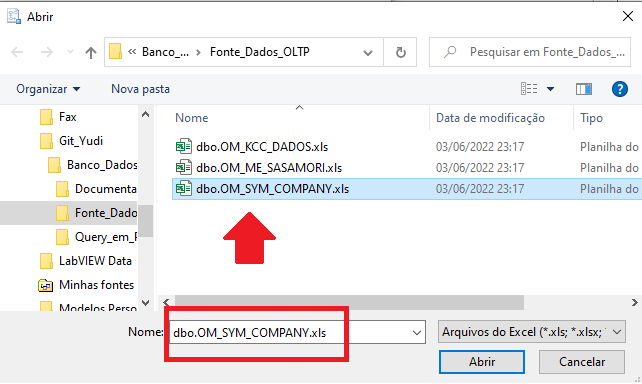 Abrir
« Banco_... > Fonte_Dados_OLTP
Pesquisar em Fonte_Dados_...
Organizar Nova pasta
Fax
Git_Yudi
Banco_Dados
Documenta
Fonte_Dado
Query_em_F
LabVIEW Data
Minhas fontes
Modelos Perso
Nome Data de modificação Tipo
dbo.OM_KCC_DADOS.xls 03/06/2022 23:17 Planilha do
dbo.OM_ME_SASAMORI.xls 03/06/2022 23:17 Planilha do
dbo.OM_SYM_COMPANY.xls 03/06/2022 23:17 Planilha do
Nome: dbo.OM_SYM_COMPANY.xls Arquivos do Excel (*.xls; *.xlsx; *
Abrir Cancelar